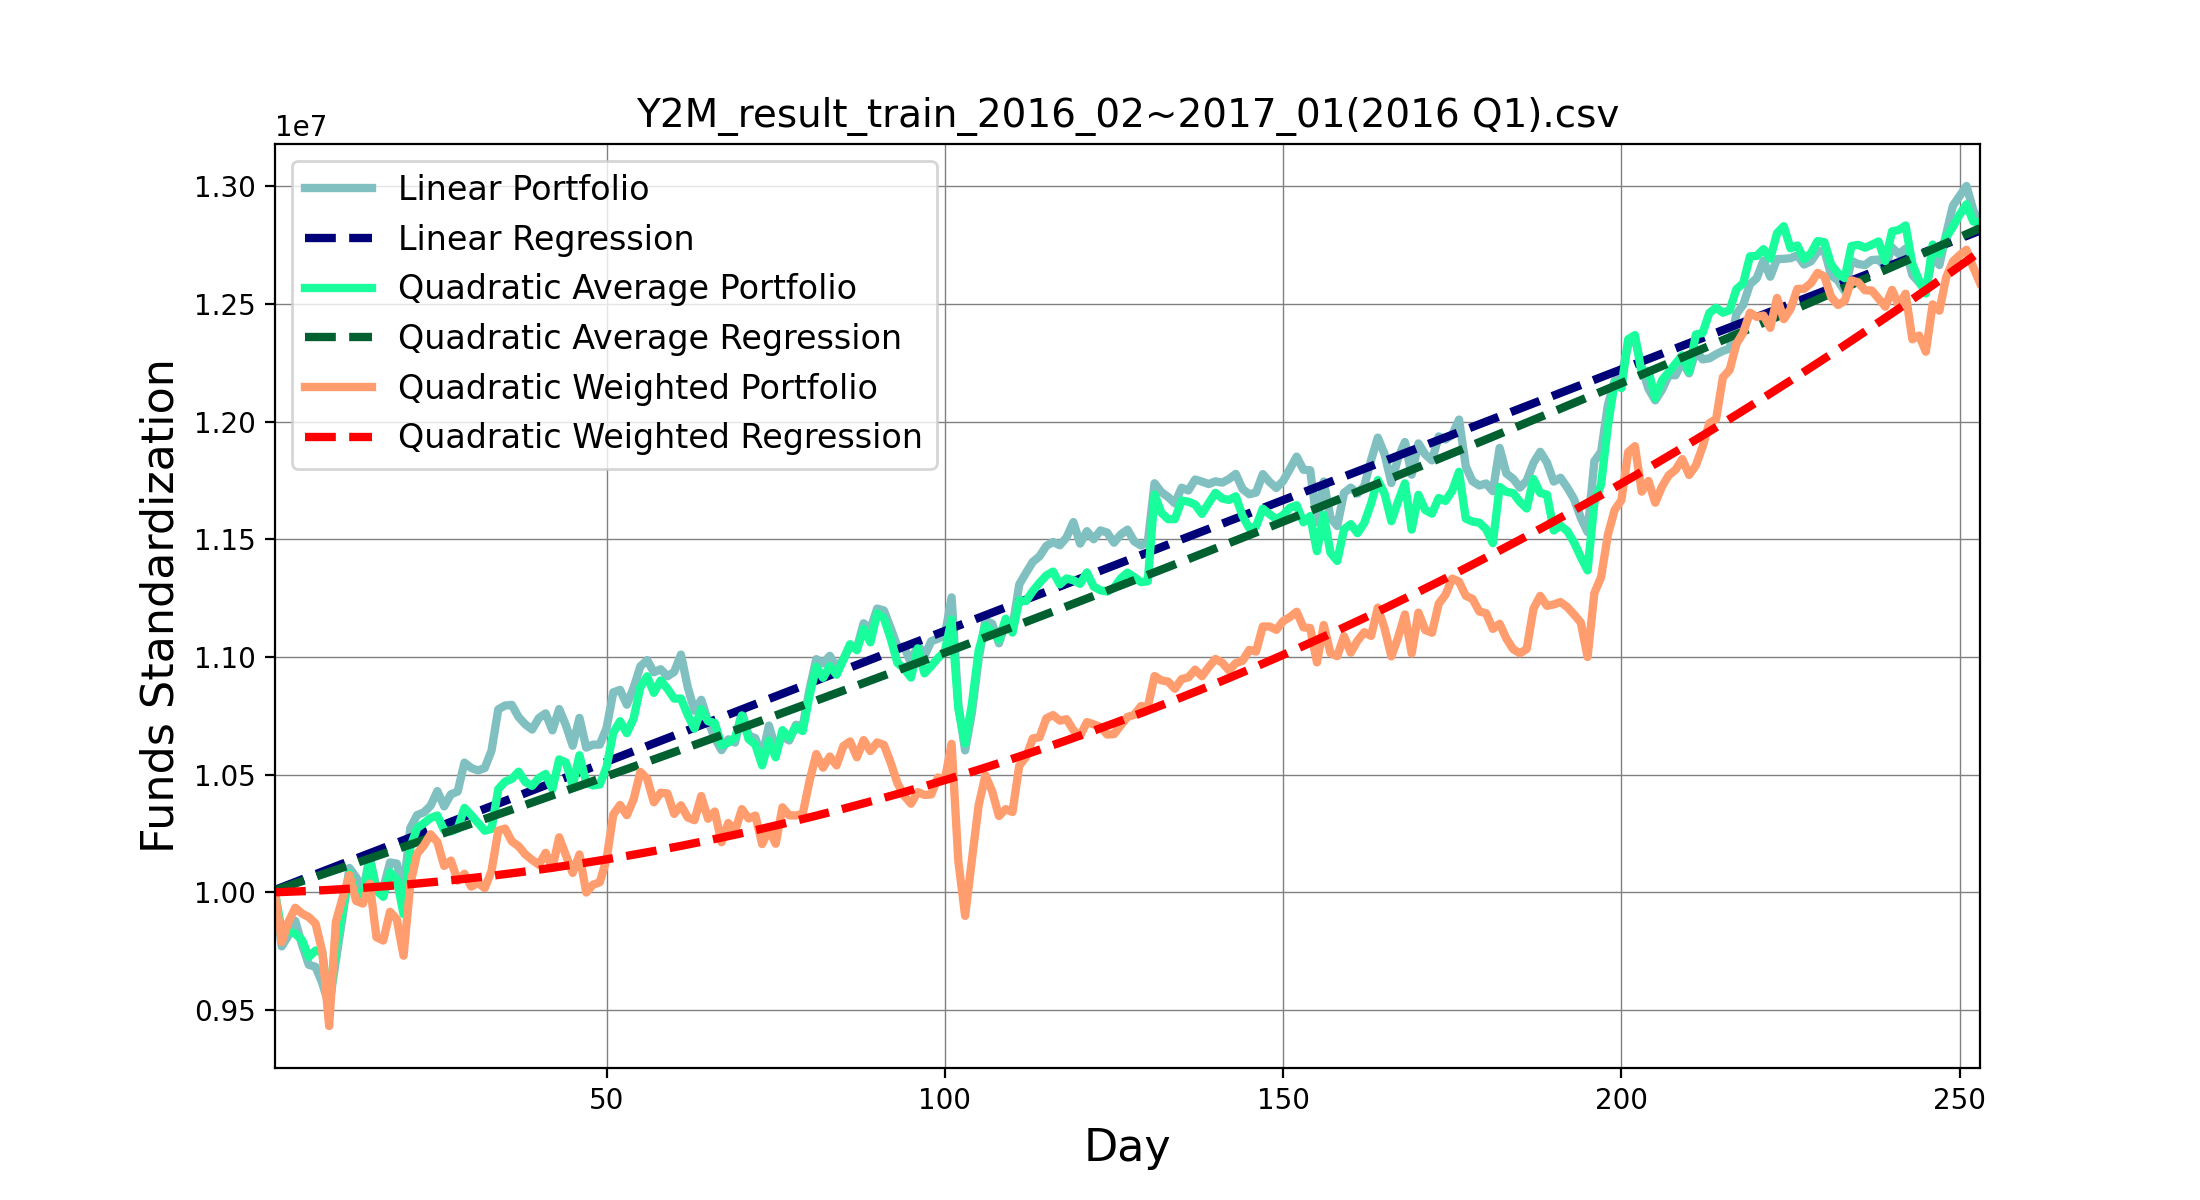 Y2M_result_train_2016_02~2017_01(2016 Q1).csv
1e7
1.30
1.25
1.20
1.15
1.10
1.05
1.00
0.95
Funds Standardization
Linear Portfolio
Linear Regression
Quadratic Average Portfolio
Quadratic Average Regression
Quadratic Weighted Portfolio
Quadratic Weighted Regression
50 100 150 200 250
Day